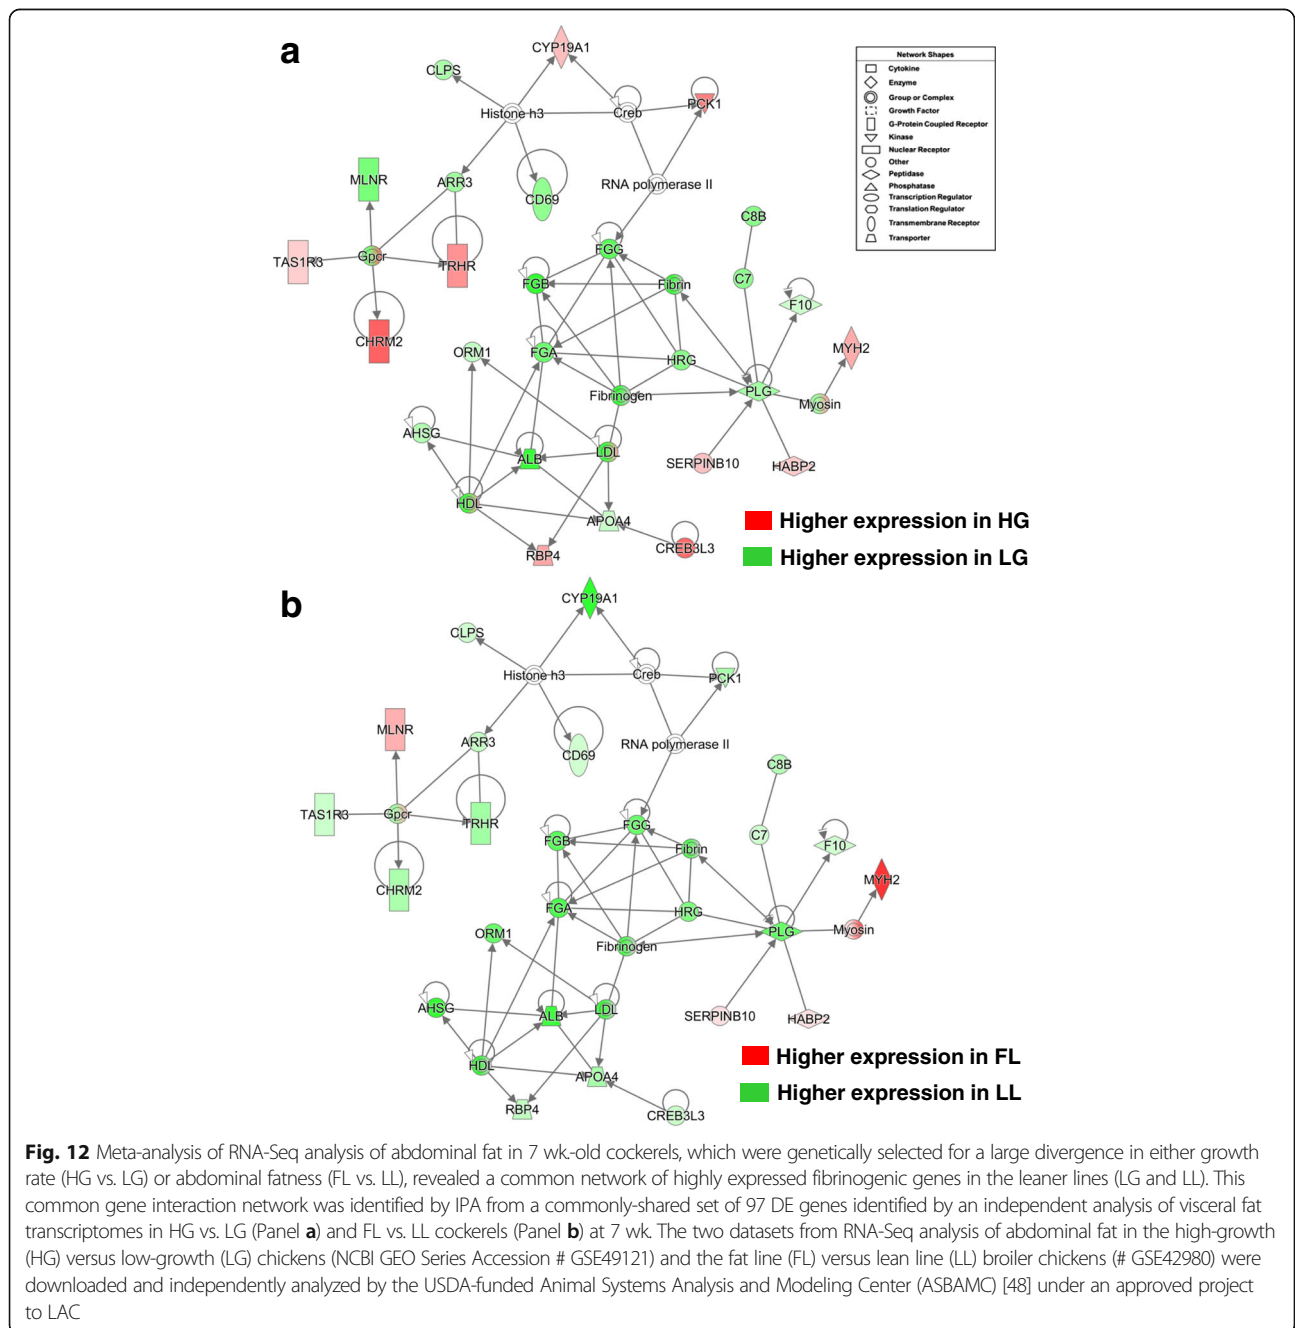 a
CYP19A1
CLPS
PCK1
Histone h3
Creb
MLNR
ARR3
CD69
RNA polymerase II
C8B
TAS1R3
Gpcr
TRHR
FGG
FGB
Fibrin
C7
F10
CHRM2
ORM1
FGA
HRG
MYH2
Fibrinogen
PLG
Myosin
AHSG
ALB
LDL
SERPINB10
HABP2
HDL
APOA4
RBP4
CREB3L3
Network Shapes
Cytokine
Enzyme
Group or Complex
Growth Factor
G-Protein Coupled Receptor
Kinase
Nuclear Receptor
Other
Peptidase
Phosphatase
Transcription Regulator
Translation Regulator
Transmembrane Receptor
Transporter
Higher expression in HG
Higher expression in LG
b
CYP19A1
CLPS
Histone h3
Creb
PCK1
MLNR
ARR3
CD69
RNA polymerase II
C8B
TAS1R3
Gpcr
TRHR
FGG
FGB
Fibrin
C7
F10
CHRM2
FGA
HRG
MYH2
ORM1
Fibrinogen
PLG
Myosin
AHSG
ALB
LDL
SERPINB10
HABP2
HDL
APOA4
RBP4
CREB3L3
Higher expression in FL
Higher expression in LL
Fig. 12 Meta-analysis of RNA-Seq analysis of abdominal fat in 7 wk.-old cockerels, which were genetically selected for a large divergence in either growth
rate (HG vs. LG) or abdominal fatness (FL vs. LL), revealed a common network of highly expressed fibrinogenic genes in the leaner lines (LG and LL). This
common gene interaction network was identified by IPA from a commonly-shared set of 97 DE genes identified by an independent analysis of visceral fat
transcriptomes in HG vs. LG (Panel a) and FL vs. LL cockerels (Panel b) at 7 wk. The two datasets from RNA-Seq analysis of abdominal fat in the high-growth
(HG) versus low-growth (LG) chickens (NCBI GEO Series Accession # GSE49121) and the fat line (FL) versus lean line (LL) broiler chickens (# GSE42980) were
downloaded and independently analyzed by the USDA-funded Animal Systems Analysis and Modeling Center (ASBAMC) [48] under an approved project
to LAC